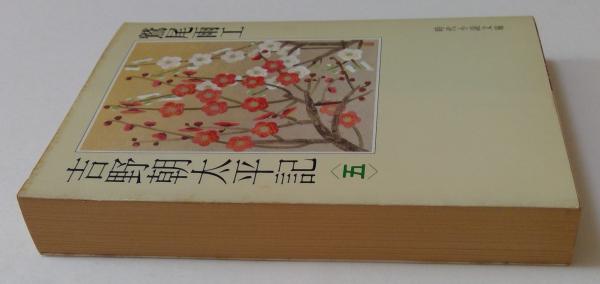 時代小説文庫
鷲尾雨工
吉野朝太平記
〈五〉